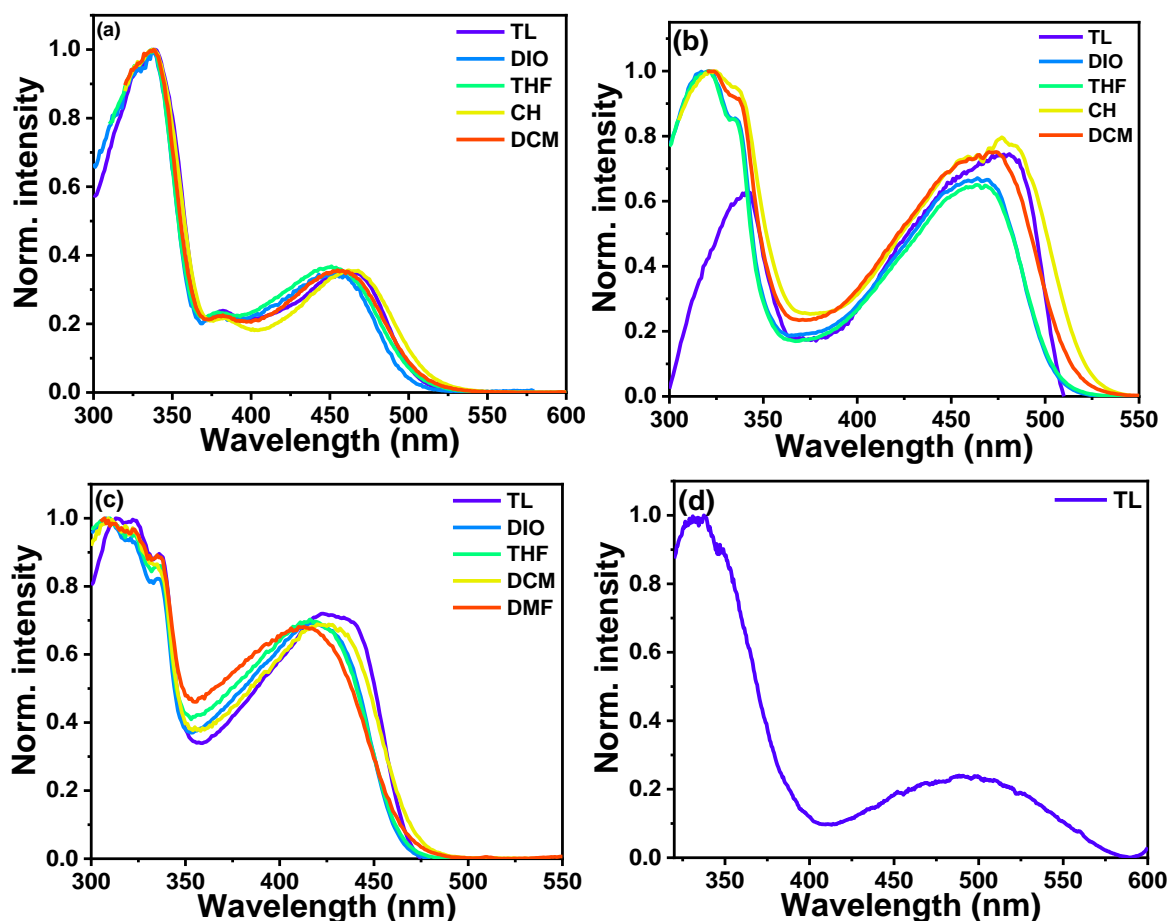 (a)
TL
DIO
THF
CH
DCM
Norm. intensity
1.0
0.8
0.6
0.4
0.2
0.0
300 350 400 450 500 550 600
Wavelength (nm)
(b)
TL
DIO
THF
CH
DCM
Norm. intensity
1.0
0.8
0.6
0.4
0.2
0.0
300 350 400 450 500 550
Wavelength (nm)
(c)
TL
DIO
THF
DCM
DMF
Norm. intensity
1.0
0.8
0.6
0.4
0.2
0.0
300 350 400 450 500 550
Wavelength (nm)
(d)
TL
Norm. intensity
1.0
0.8
0.6
0.4
0.2
0.0
350 400 450 500 550 600
Wavelength (nm)